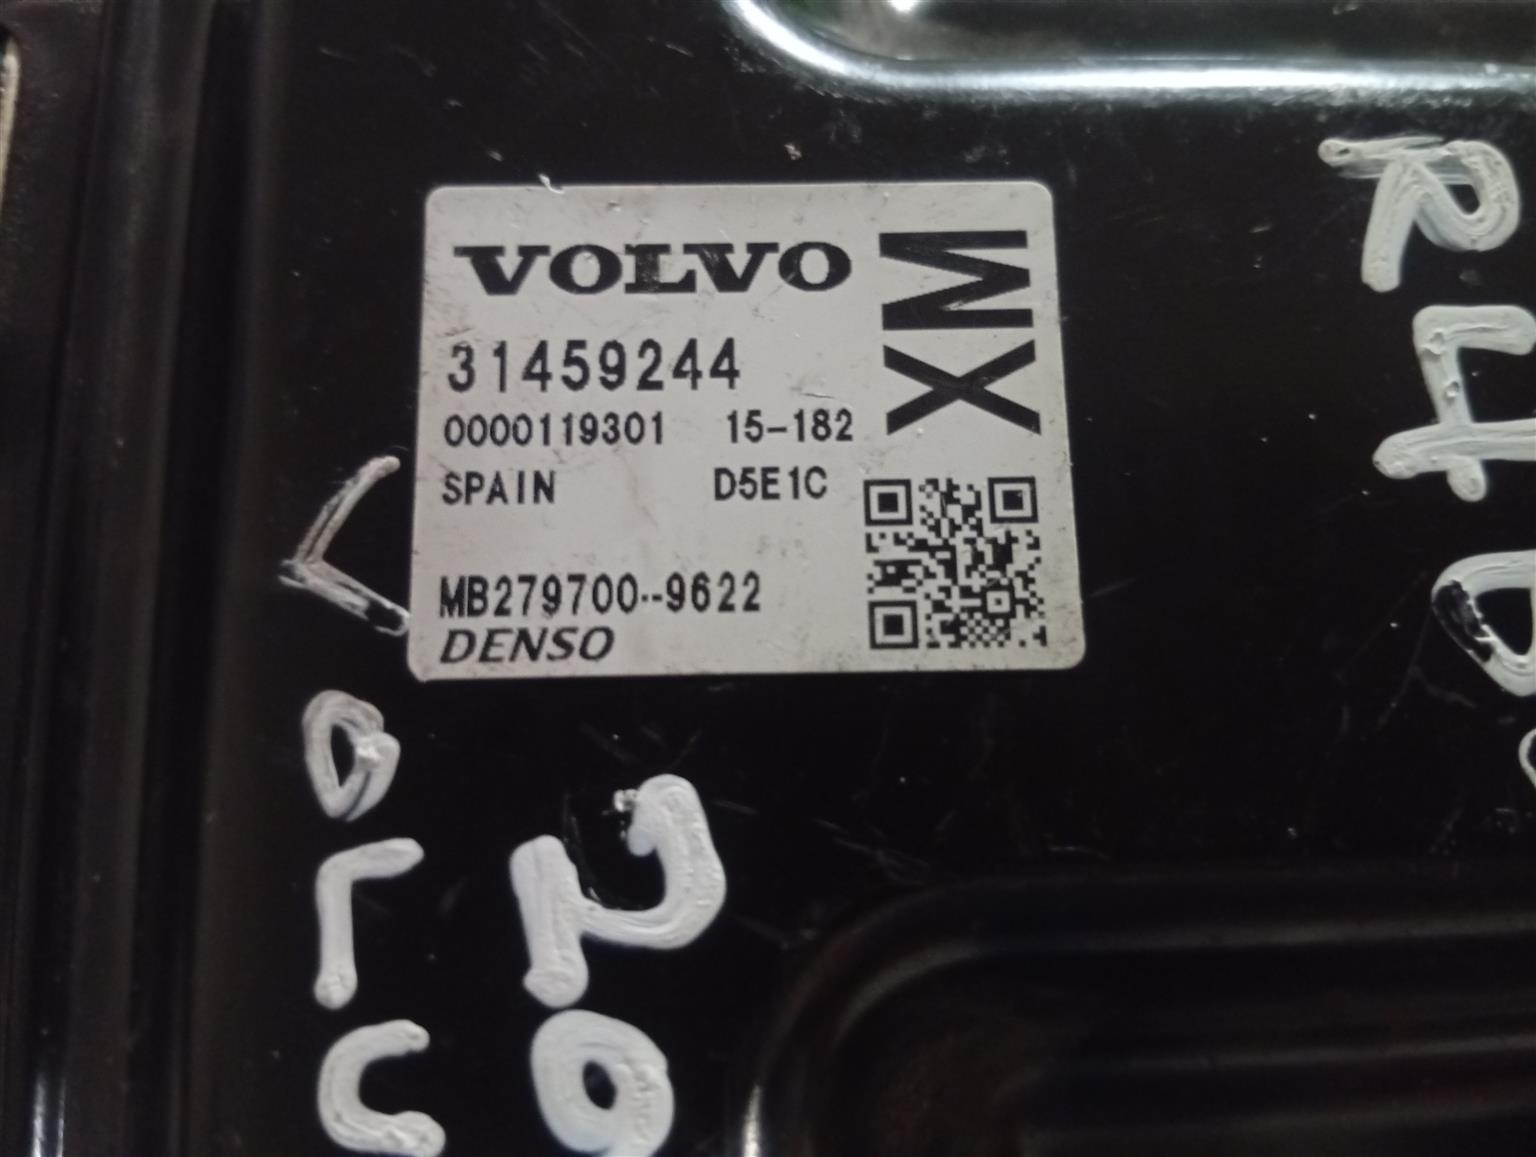 VOLVO
XM
31459244
0000119301 15-182
SPAIN D5E1C
MB279700--9622
DENSO